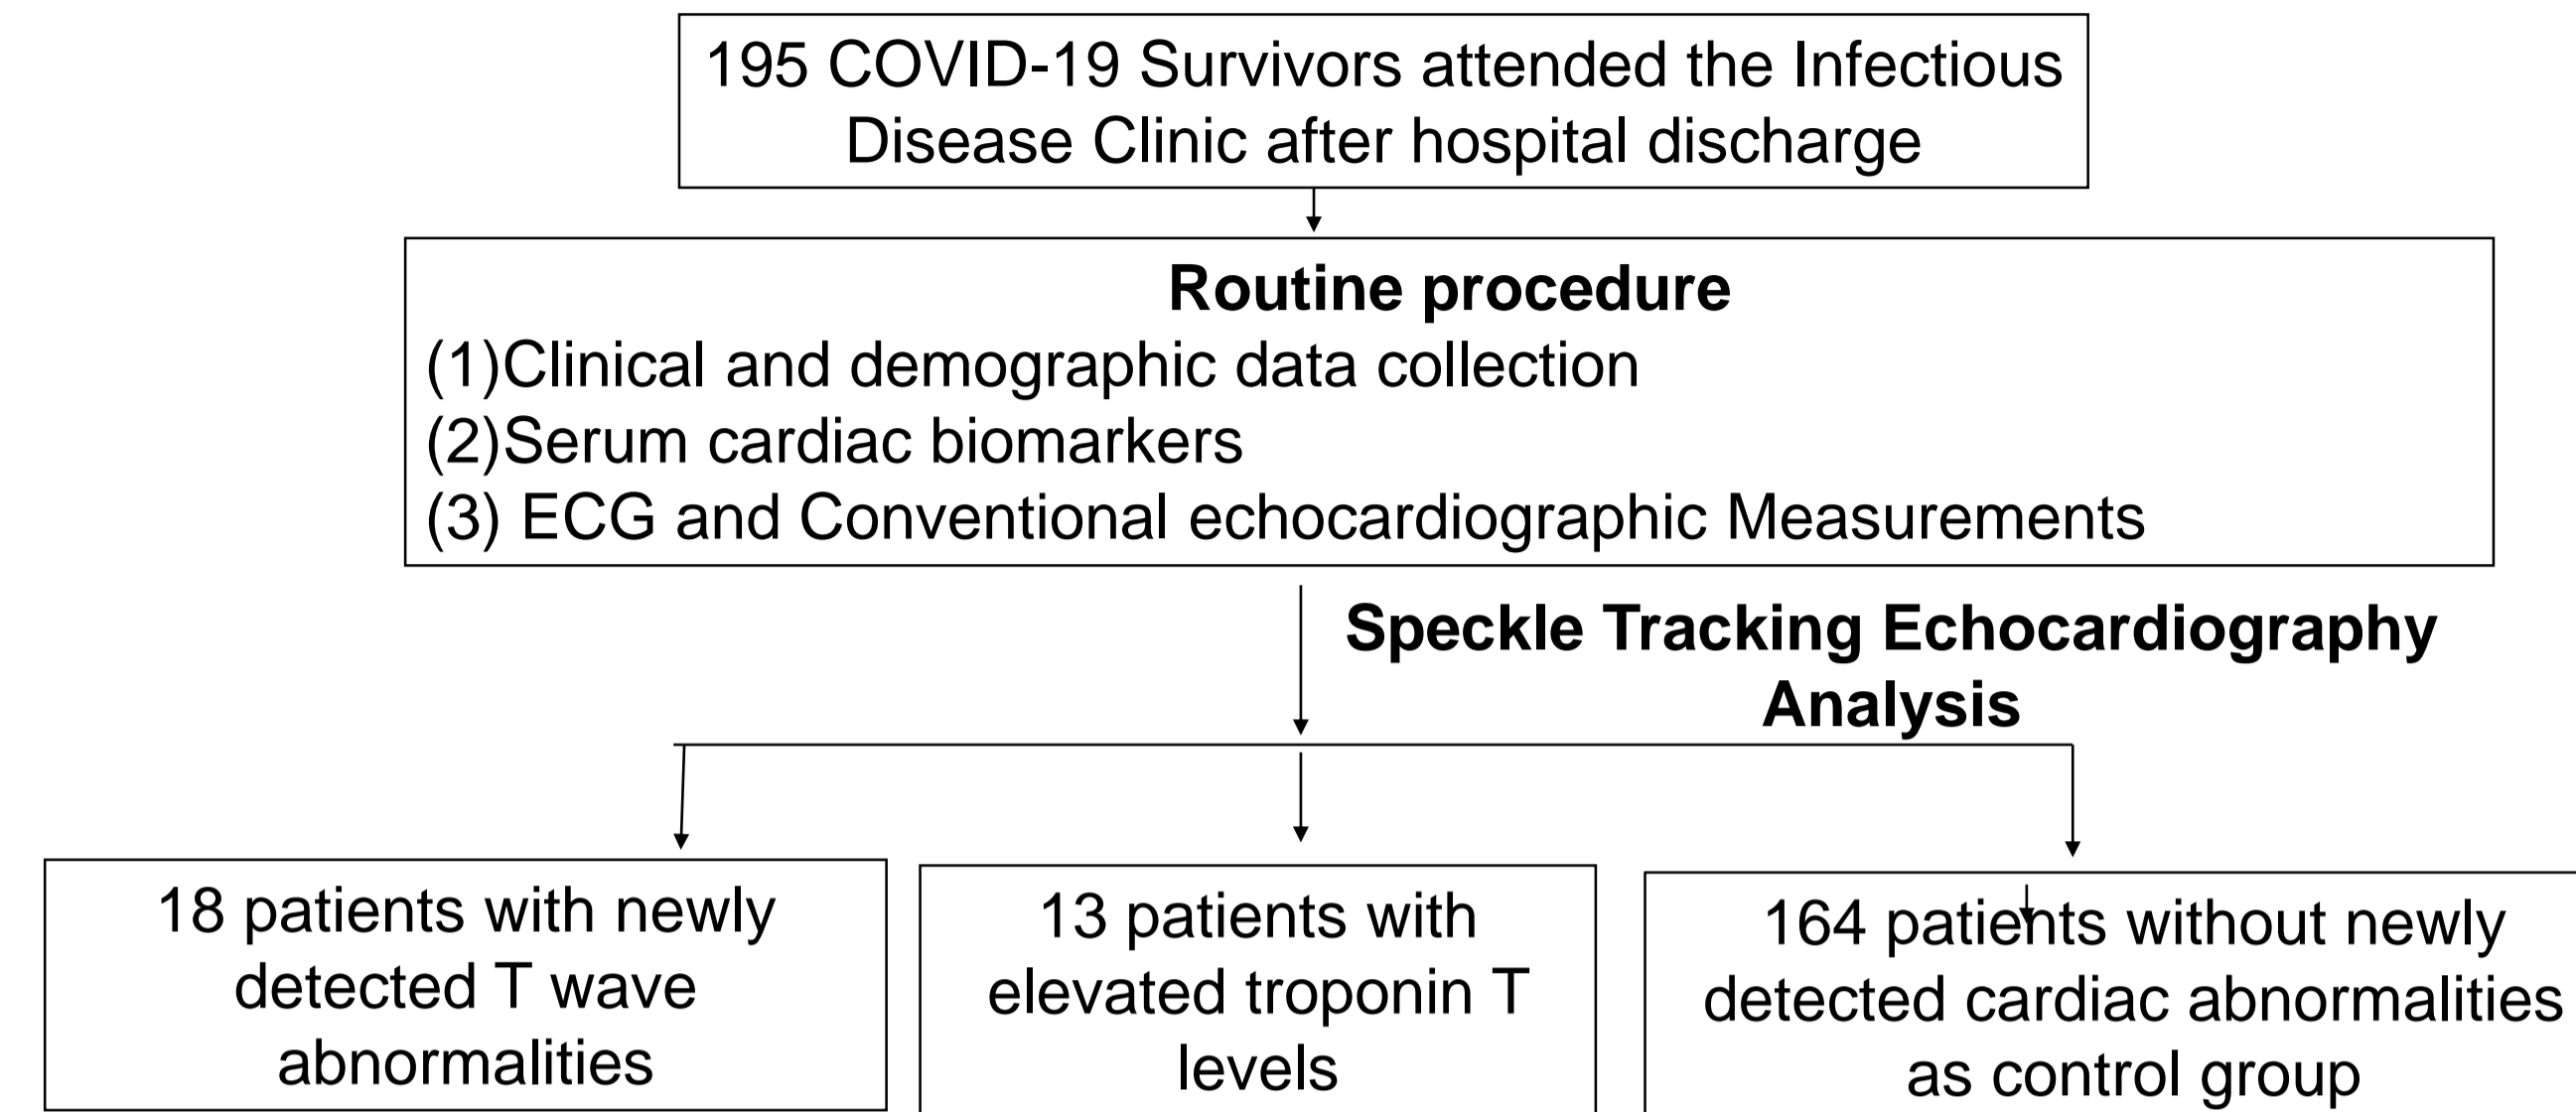 195 COVID-19 Survivors attended the Infectious
Disease Clinic after hospital discharge
Routine procedure
(1)Clinical and demographic data collection
(2)Serum cardiac biomarkers
(3) ECG and Conventional echocardiographic Measurements
Speckle Tracking Echocardiography
Analysis
18 patients with newly
detected T wave
abnormalities
13 patients with
elevated troponin T
levels
164 patients without newly
detected cardiac abnormalities
as control group